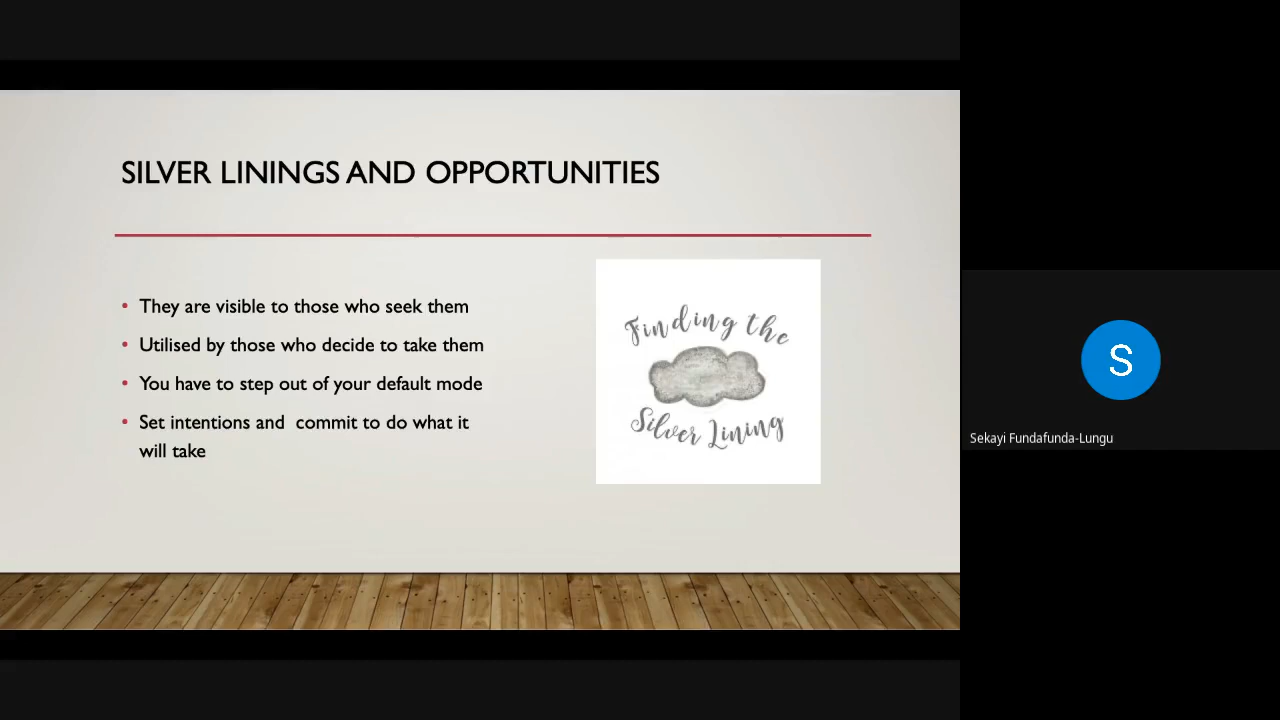 SILVER LININGS AND OPPORTUNITIES
• They are visible to those who seek them
• Utilised by those who decide to take them
• You have to step out of your default mode
• Set intentions and  commit to do what it
will take
Finding the
Silver Lining
S
Sekayi Fundafunda-Lungu